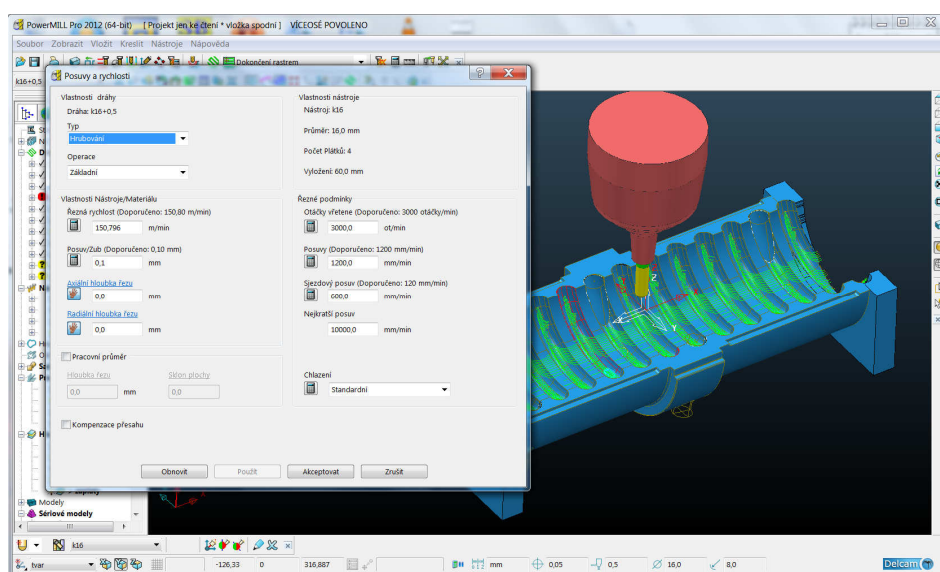 PowerMILL Pro 2012 (64-bit) [Projekt jen ke čtení * vložka spodní ] VÍCEOSÉ POVOLENO
Soubor Zobrazit Vložit Kreslit Nástroje Nápověda
Dokončení rastrem
k16+0,5
Posuvy a rychlosti
Vlastnosti dráhy
Dráha: k16+0,5
Typ
Hrubování
Operace
Základní
Vlastnosti nástroje
Nástroj: k16
Průměr: 16,0 mm
Počet Plátků: 4
Vyložení: 60,0 mm
Vlastnosti Nástroje/Materiálu
Řezná rychlost (Doporučeno: 150,80 m/min)
150,796 m/min
Posuv/Zub (Doporučeno: 0,10 mm)
0,1 mm
Axiální hloubka řezu
0,0 mm
Radiální hloubka řezu
0,0 mm
Řezné podmínky
Otáčky vřetene (Doporučeno: 3000 otáčky/min)
3000,0 ot/min
Posuvy (Doporučeno: 1200 mm/min)
1200,0 mm/min
Sjezdový posuv (Doporučeno: 120 mm/min)
600,0 mm/min
Nejkratší posuv
10000,0 mm/min
Pracovní průměr
Hloubka řezu Sklon plochy
0,0 mm 0,0
Chlazení
Standardní
Kompenzace přesahu
Obnovit Použít Akceptovat Zrušit
Z
X
Y
Modely
Sériové modely
k16
tvar -126,33 0 316,887 mm 0,05 0,5 16,0 8,0 Delcam